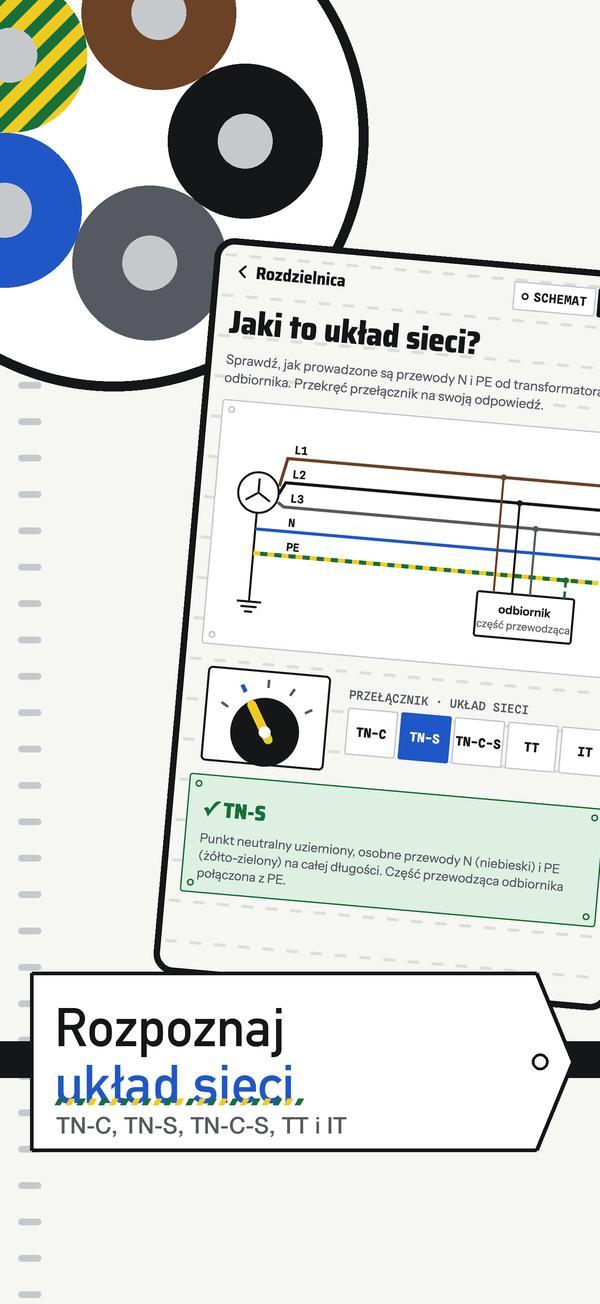 Rozdzielnica
SCHEMAT
Jaki to układ sieci?
Sprawdź, jak prowadzone są przewody N i PE od transformatora
odbiornika. Przekręć przełącznik na swoją odpowiedź.
L1
L2
L3
N
PE
odbiornik
część przewodząca
PRZEŁĄCZNIK · UKŁAD SIECI
TN-C
TN-S
TN-C-S
TT
IT
✓TN-S
Punkt neutralny uziemiony, osobne przewody N (niebieski) i PE
(żółto-zielony) na całej długości. Część przewodząca odbiornika
połączona z PE.
Rozpoznaj
układ sieci
TN-C, TN-S, TN-C-S, TT i IT